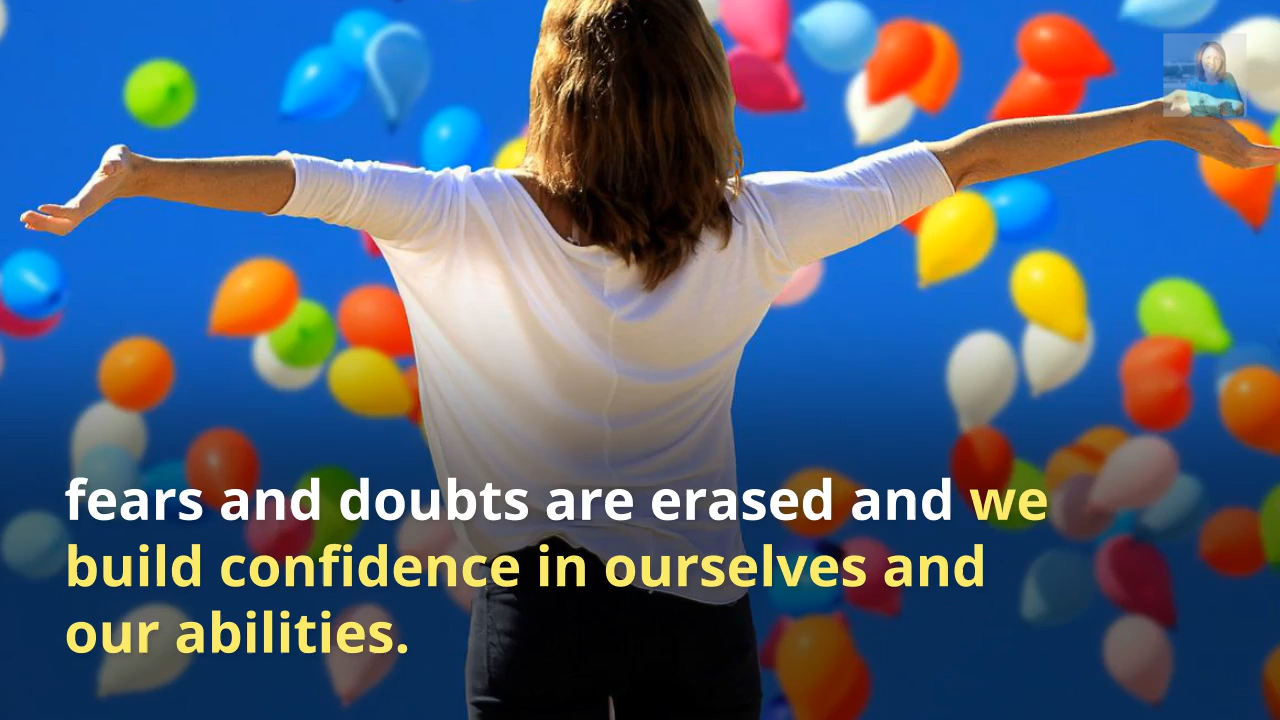 fears and doubts are erased and we
build confidence in ourselves and
our abilities.